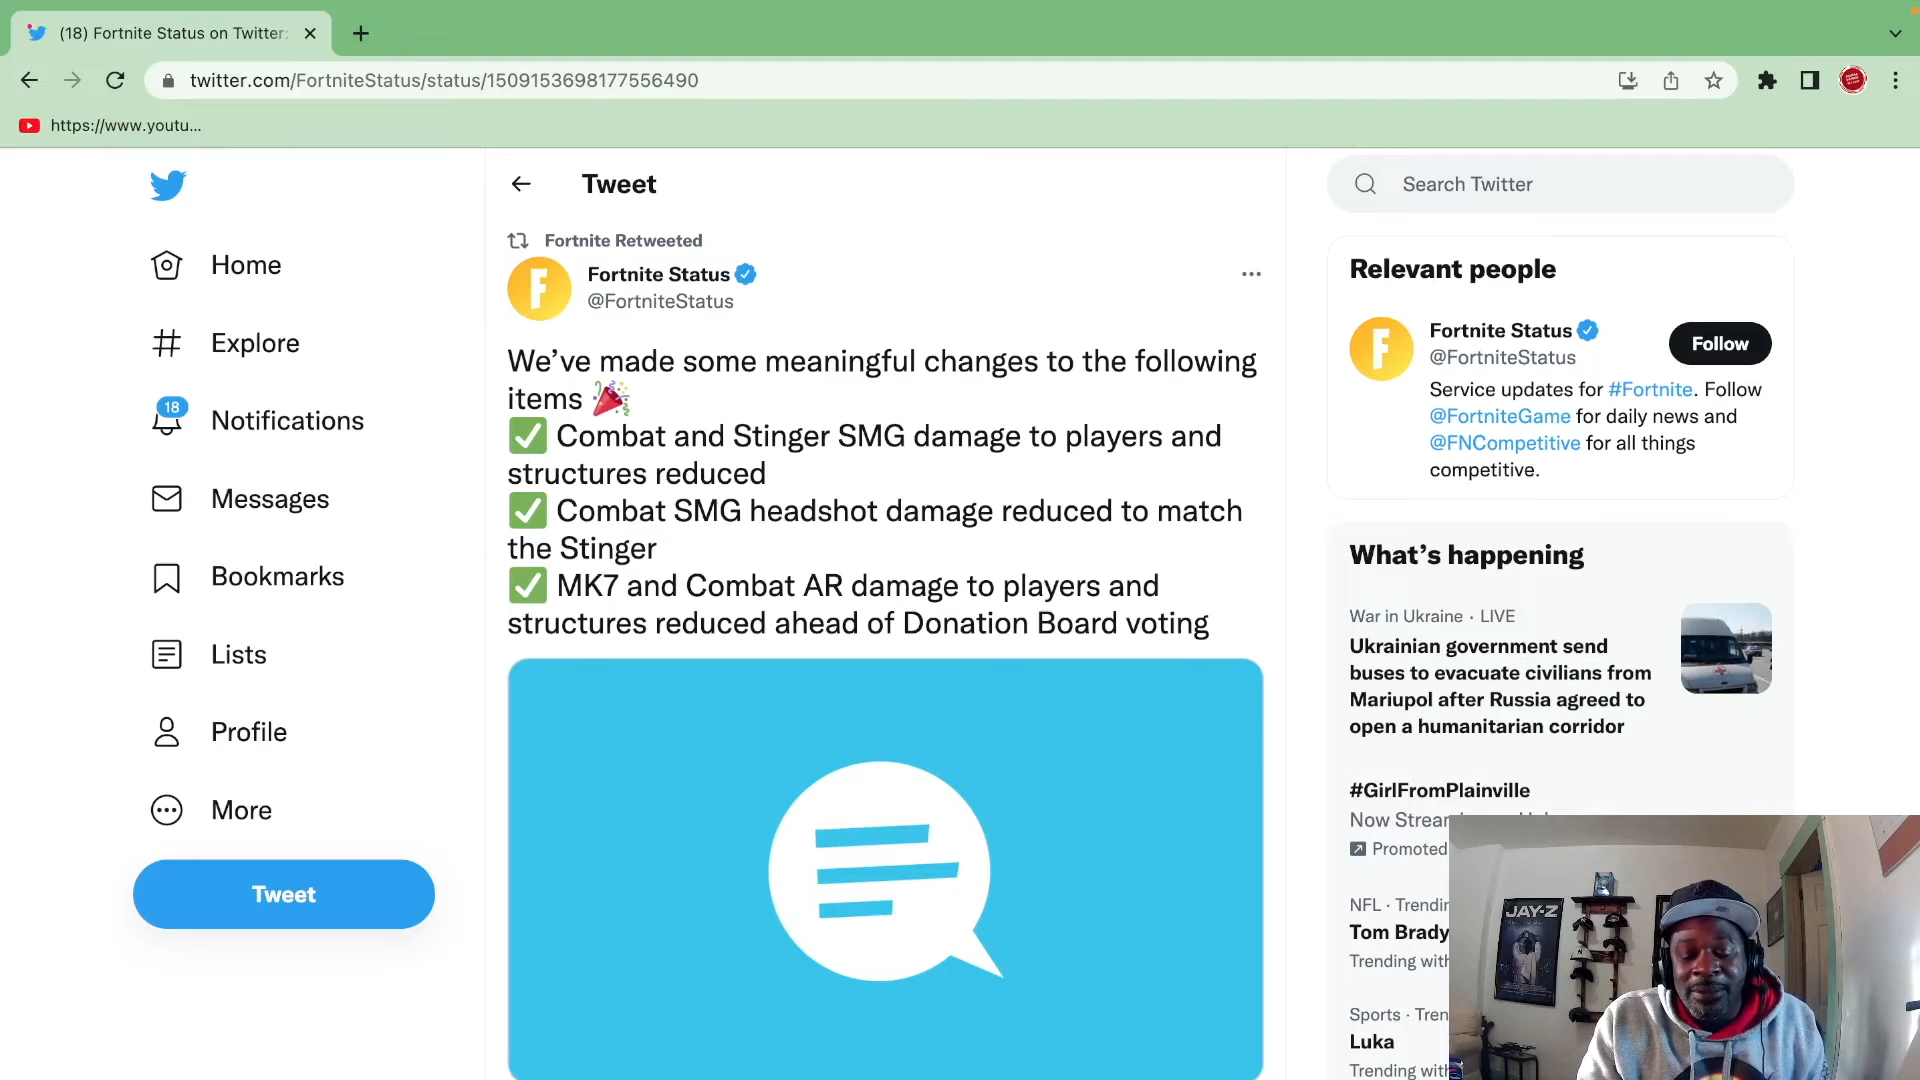 (18) Fortnite Status on Twitter:
twitter.com/FortniteStatus/status/1509153698177556490
https://www.youtu...
Home
Explore
18
Notifications
Messages
Bookmarks
Lists
Profile
More
Tweet
Tweet
Fortnite Retweeted
Fortnite Status
@FortniteStatus
We’ve made some meaningful changes to the following
items 🎉
✅ Combat and Stinger SMG damage to players and
structures reduced
✅ Combat SMG headshot damage reduced to match
the Stinger
✅ MK7 and Combat AR damage to players and
structures reduced ahead of Donation Board voting
Search Twitter
Relevant people
Fortnite Status
@FortniteStatus
Follow
Service updates for #Fortnite. Follow
@FortniteGame for daily news and
@FNCompetitive for all things
competitive.
What’s happening
War in Ukraine · LIVE
Ukrainian government send
buses to evacuate civilians from
Mariupol after Russia agreed to
open a humanitarian corridor
#GirlFromPlainville
Now
Promoted
NFL ·
Tom Brady
Trending
Sports ·
Luka
Trending
JAY-Z